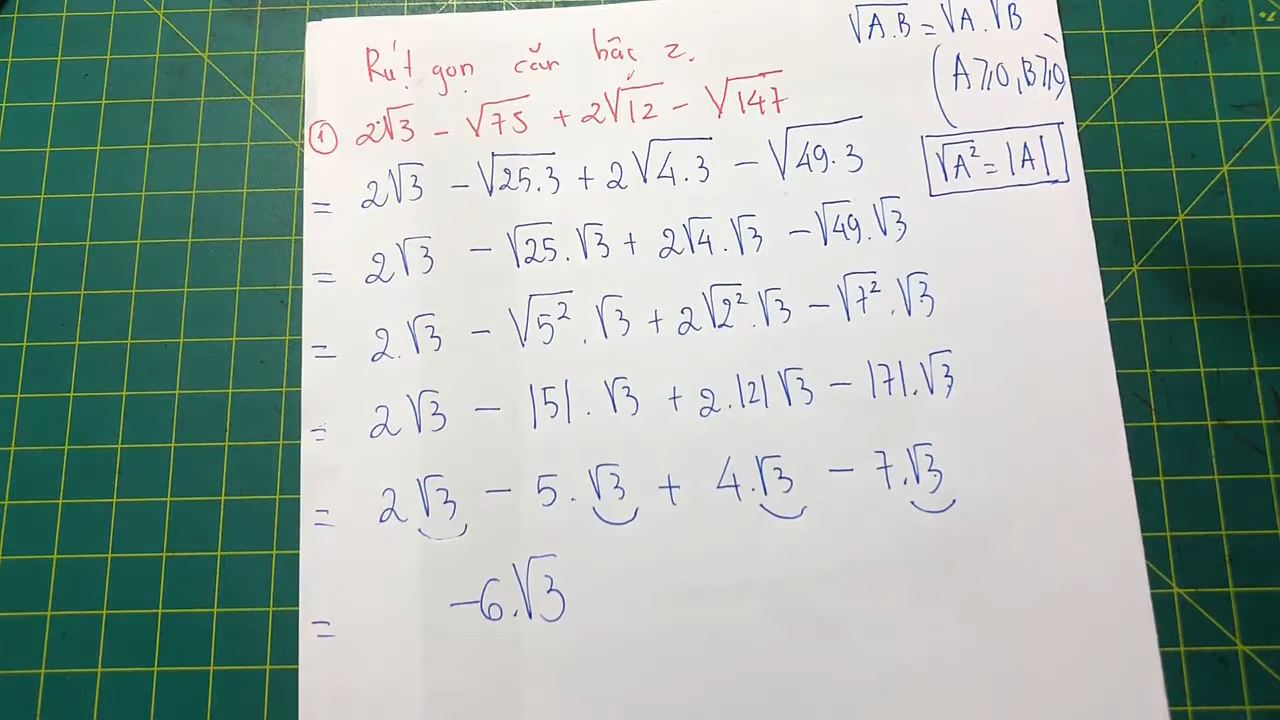 Rút gọn căn bậc 2.
√A.B = √A.√B
(A⩾0, B⩾0)
① 2√3 - √75 + 2√12 - √147
√A² = |A|
= 2√3 - √25.3 + 2√4.3 - √49.3
= 2√3 - √25.√3 + 2√4.√3 - √49.√3
= 2.√3 - √5².√3 + 2√2².√3 - √7².√3
= 2√3 - |5|.√3 + 2.|2|√3 - |7|.√3
= 2√3 - 5.√3 + 4.√3 - 7.√3
= -6.√3